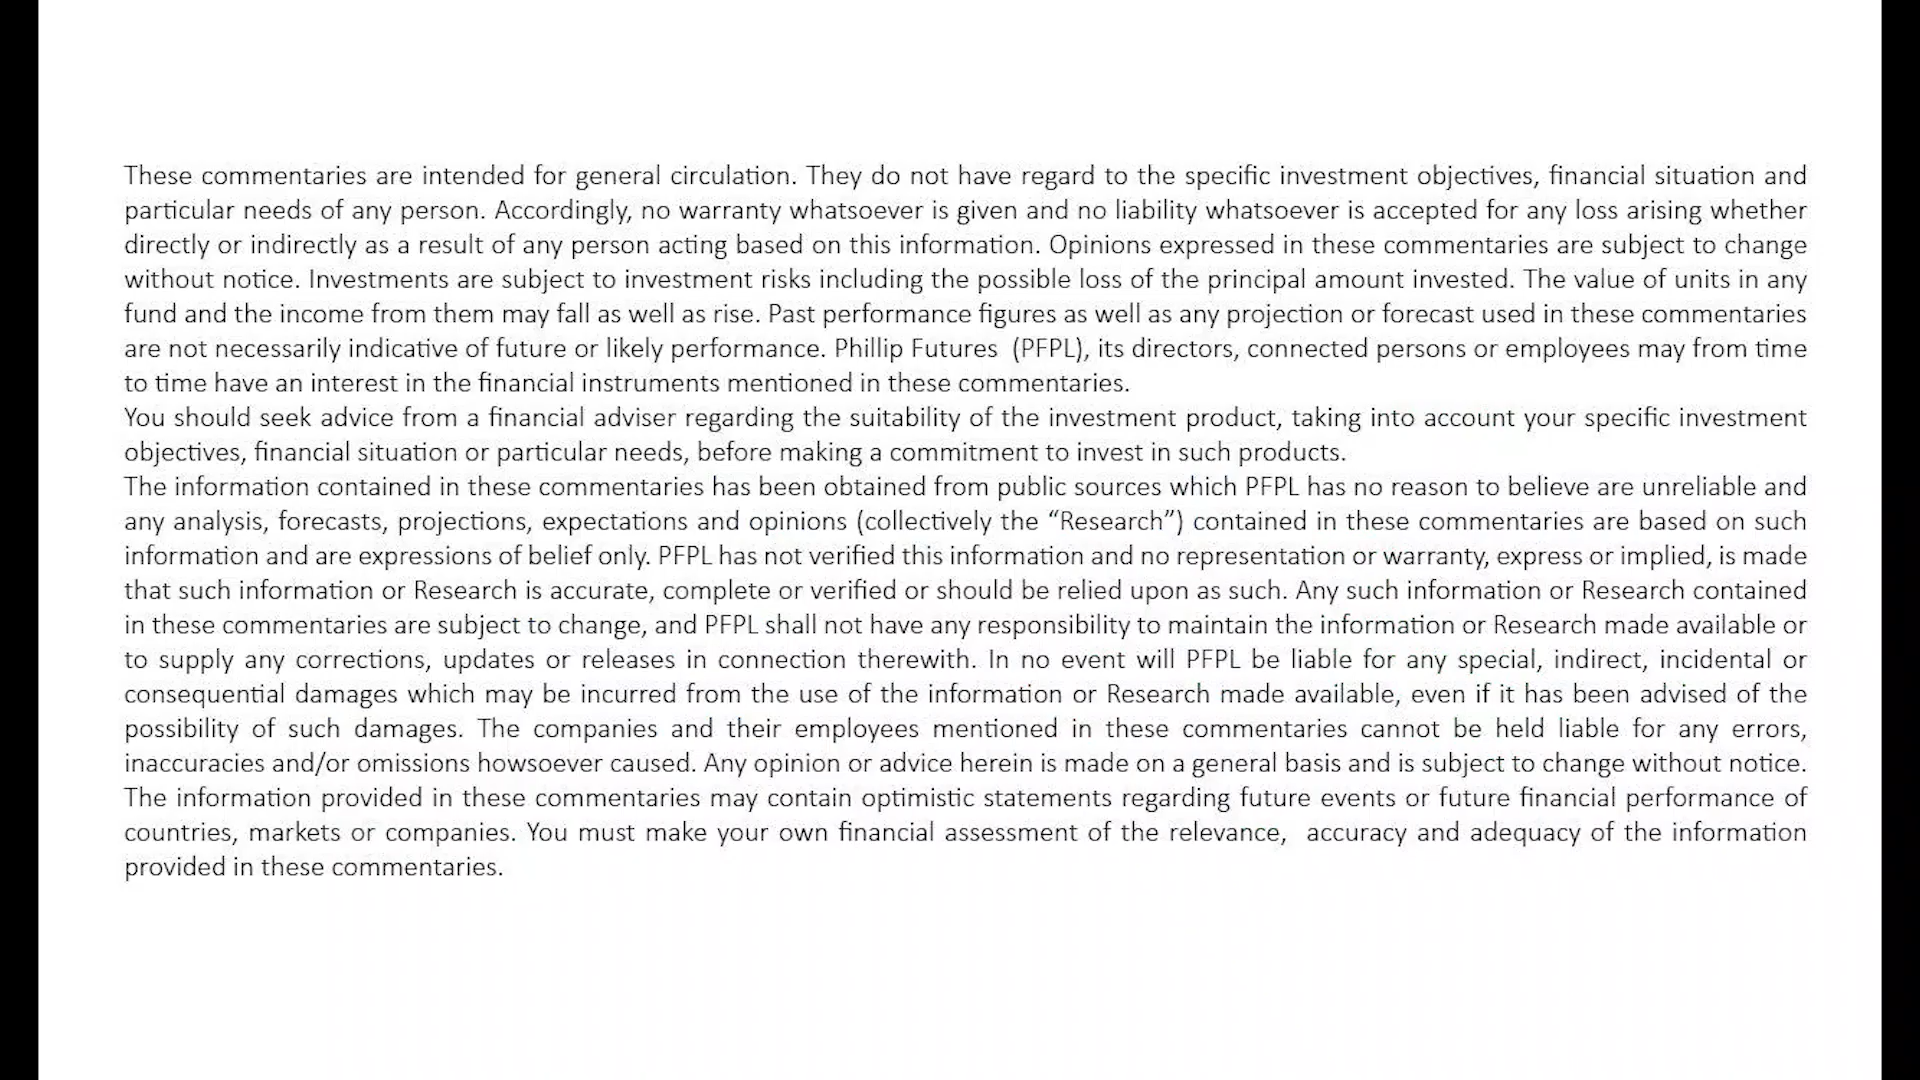 These commentaries are intended for general circulation. They do not have regard to the specific investment objectives, financial situation and
particular needs of any person. Accordingly, no warranty whatsoever is given and no liability whatsoever is accepted for any loss arising whether
directly or indirectly as a result of any person acting based on this information. Opinions expressed in these commentaries are subject to change
without notice. Investments are subject to investment risks including the possible loss of the principal amount invested. The value of units in any
fund and the income from them may fall as well as rise. Past performance figures as well as any projection or forecast used in these commentaries
are not necessarily indicative of future or likely performance. Phillip Futures  (PFPL), its directors, connected persons or employees may from time
to time have an interest in the financial instruments mentioned in these commentaries.
You should seek advice from a financial adviser regarding the suitability of the investment product, taking into account your specific investment
objectives, financial situation or particular needs, before making a commitment to invest in such products.
The information contained in these commentaries has been obtained from public sources which PFPL has no reason to believe are unreliable and
any analysis, forecasts, projections, expectations and opinions (collectively the “Research”) contained in these commentaries are based on such
information and are expressions of belief only. PFPL has not verified this information and no representation or warranty, express or implied, is made
that such information or Research is accurate, complete or verified or should be relied upon as such. Any such information or Research contained
in these commentaries are subject to change, and PFPL shall not have any responsibility to maintain the information or Research made available or
to supply any corrections, updates or releases in connection therewith. In no event will PFPL be liable for any special, indirect, incidental or
consequential damages which may be incurred from the use of the information or Research made available, even if it has been advised of the
possibility of such damages. The companies and their employees mentioned in these commentaries cannot be held liable for any errors,
inaccuracies and/or omissions howsoever caused. Any opinion or advice herein is made on a general basis and is subject to change without notice.
The information provided in these commentaries may contain optimistic statements regarding future events or future financial performance of
countries, markets or companies. You must make your own financial assessment of the relevance,  accuracy and adequacy of the information
provided in these commentaries.